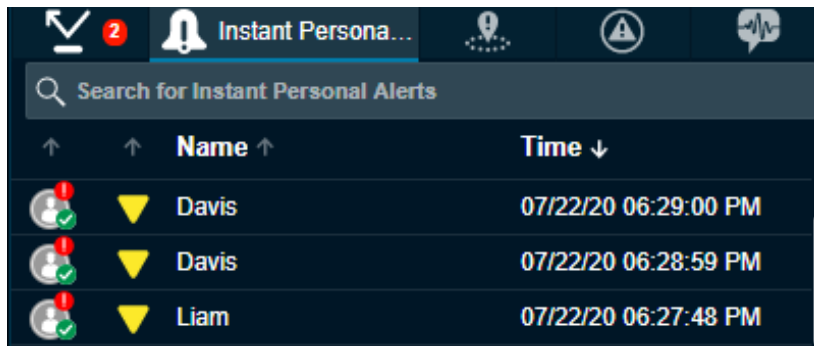 2 Instant Persona...
Search for Instant Personal Alerts
Name Time
Davis 07/22/20 06:29:00 PM
Davis 07/22/20 06:28:59 PM
Liam 07/22/20 06:27:48 PM